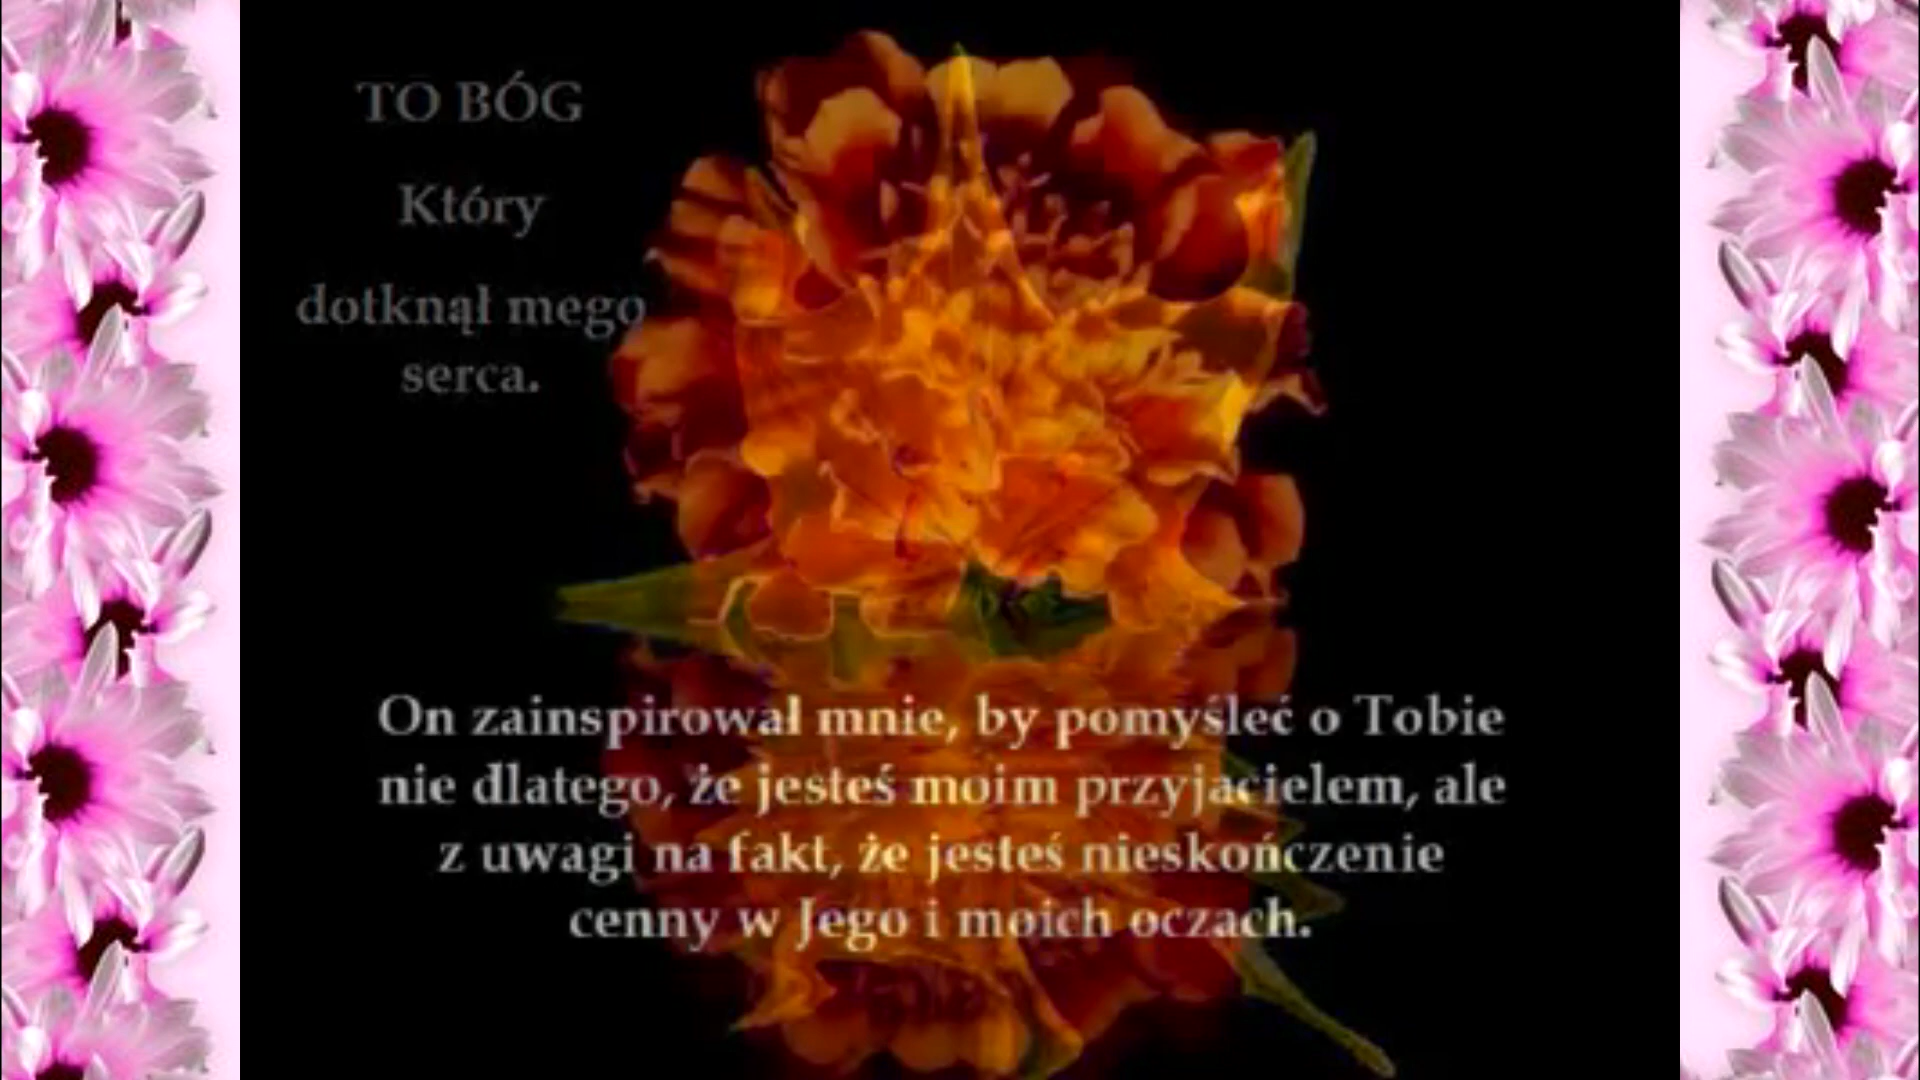 TO BÓG
Który
dotknął mego
serca.
On zainspirował mnie, by pomyśleć o Tobie
nie dlatego, że jesteś moim przyjacielem, ale
z uwagi na fakt, że jesteś nieskończenie
cenny w Jego i moich oczach.